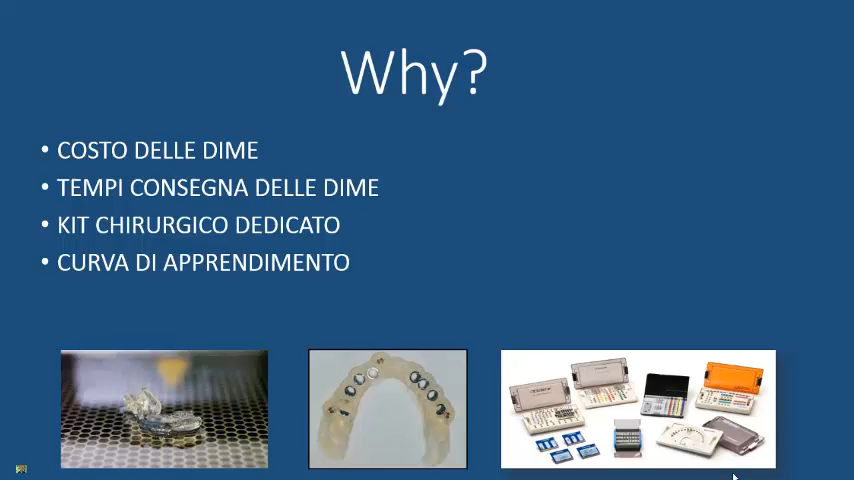 Why?
• COSTO DELLE DIME
• TEMPI CONSEGNA DELLE DIME
• KIT CHIRURGICO DEDICATO
• CURVA DI APPRENDIMENTO